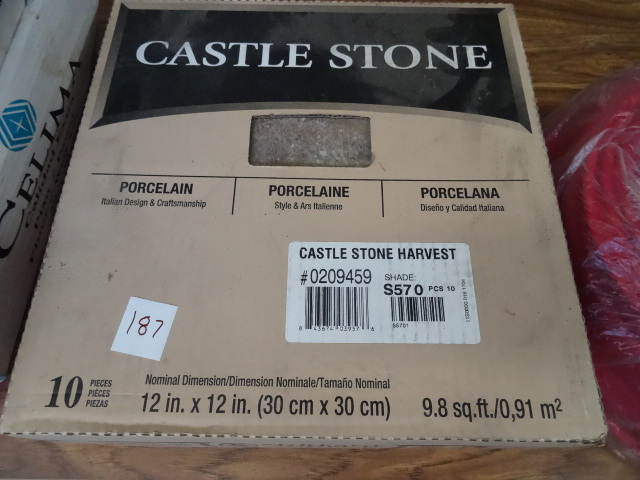 CASTLE STONE
CELIMA
PORCELAIN
Italian Design & Craftsmanship
PORCELAINE
Style & Ars Italienne
PORCELANA
Diseño y Calidad Italiana
CASTLE STONE HARVEST
#0209459
SHADE:
S570 PCS 10
S5701
187
10 PIECES
PIÈCES
PIEZAS
Nominal Dimension/Dimension Nominale/Tamaño Nominal
12 in. x 12 in. (30 cm x 30 cm)
9.8 sq.ft./0,91 m²